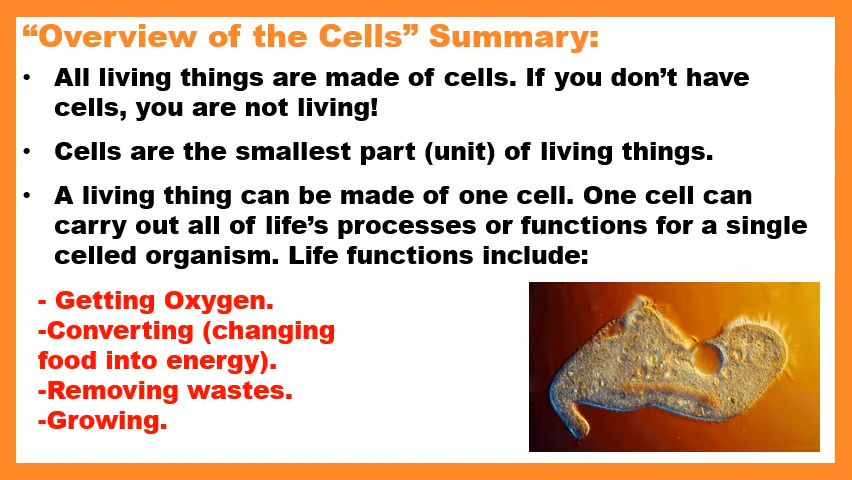 “Overview of the Cells” Summary:
• All living things are made of cells. If you don’t have
cells, you are not living!
• Cells are the smallest part (unit) of living things.
• A living thing can be made of one cell. One cell can
carry out all of life’s processes or functions for a single
celled organism. Life functions include:
- Getting Oxygen.
-Converting (changing
food into energy).
-Removing wastes.
-Growing.